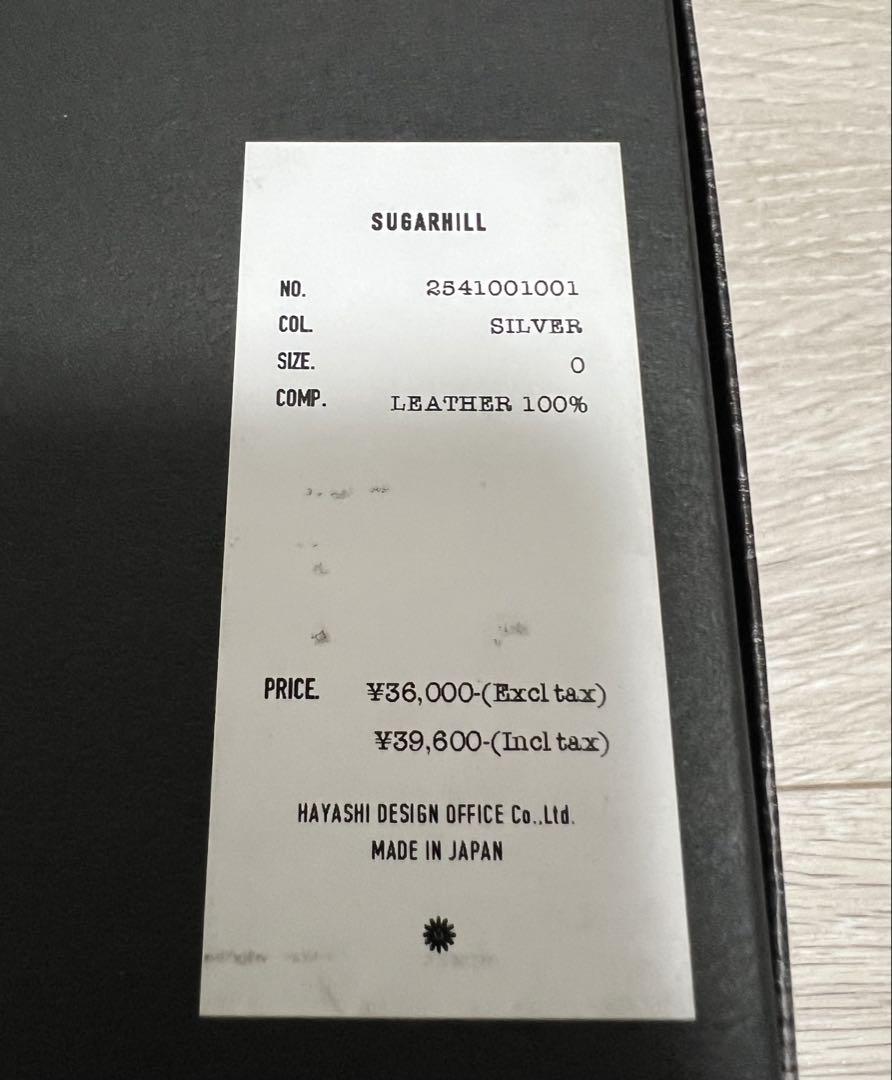 SUGARHILL
NO. 2541001001
COL. SILVER
SIZE. 0
COMP. LEATHER 100%
PRICE. ¥36,000-(Excl tax)
¥39,600-(Incl tax)
HAYASHI DESIGN OFFICE Co.,Ltd.
MADE IN JAPAN